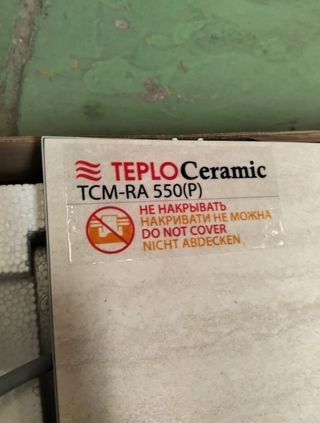 TEPLOCeramic
TCM-RA 550(P)
НЕ НАКРЫВАТЬ
НАКРИВАТИ НЕ МОЖНА
DO NOT COVER
NICHT ABDECKEN